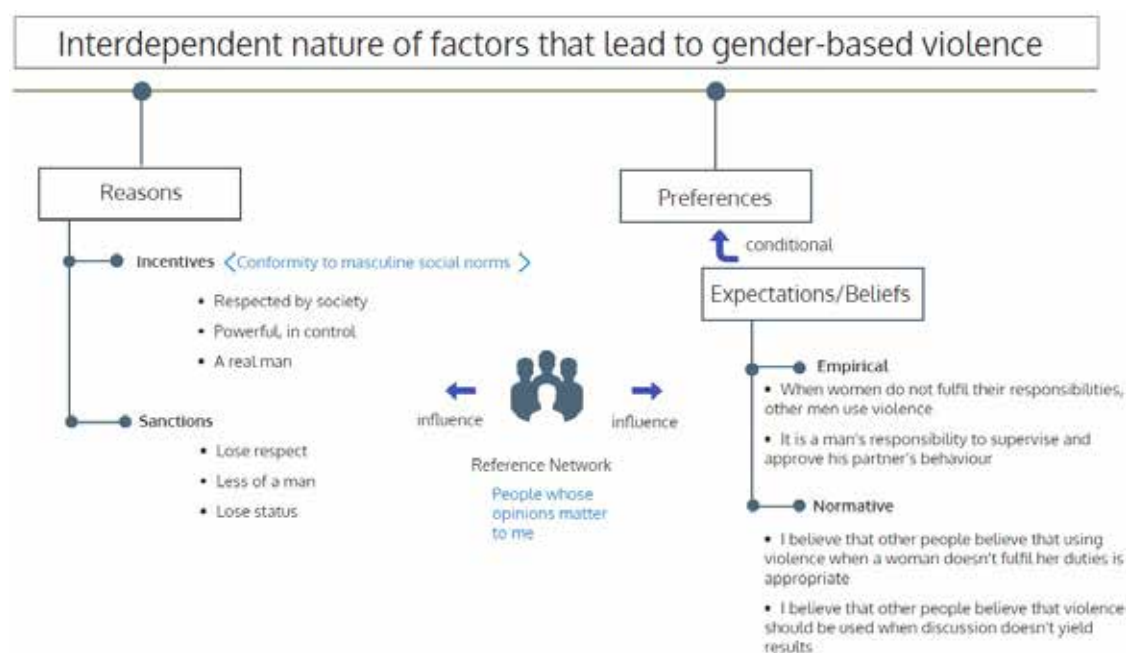 Interdependent nature of factors that lead to gender-based violence
Reasons
Incentives
Conformity to masculine social norms
• Respected by society
• Powerful, in control
• A real man
Sanctions
• Lose respect
• Less of a man
• Lose status
influence
influence
Reference Network
People whose
opinions matter
to me
Preferences
conditional
Expectations/Beliefs
Empirical
• When women do not fulfil their responsibilities,
other men use violence
• It is a man's responsibility to supervise and
approve his partner's behaviour
Normative
• I believe that other people believe that using
violence when a woman doesn't fulfil her duties is
appropriate
• I believe that other people believe that violence
should be used when discussion doesn't yield
results